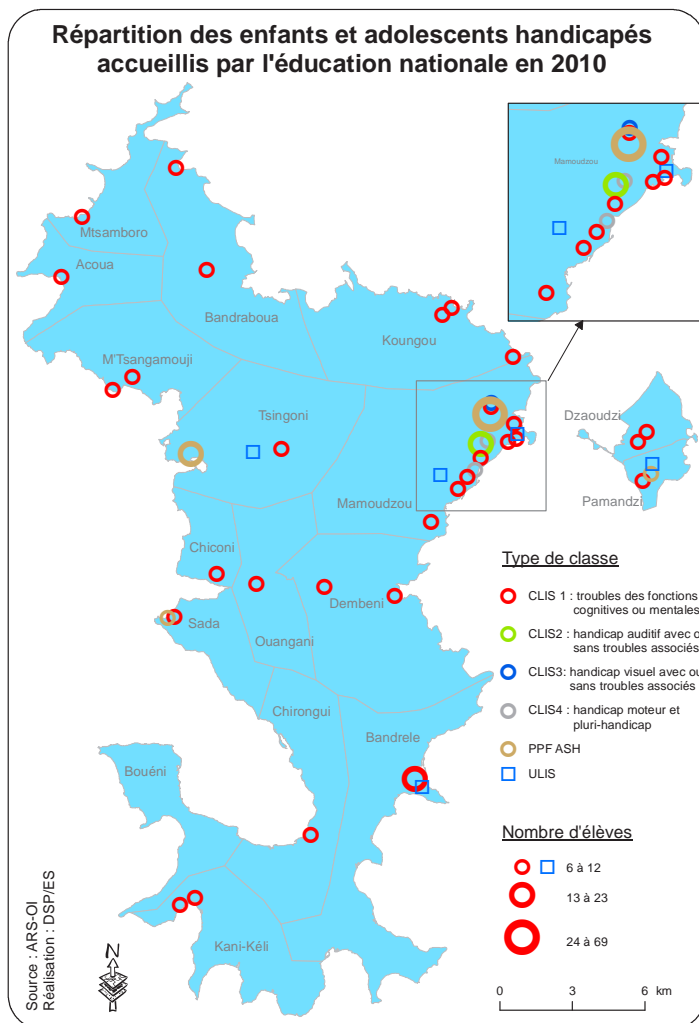 Répartition des enfants et adolescents handicapés
accueillis par l'éducation nationale en 2010
Mamoudzou
Mtsamboro
Acoua
Bandraboua
Koungou
M'Tsangamouji
Tsingoni
Dzaoudzi
Mamoudzou
Pamandzi
Chiconi
Dembeni
Sada
Ouangani
Chirongui
Bandrele
Bouéni
Kani-Kéli
Type de classe
CLIS 1 : troubles des fonctions
cognitives ou mentales
CLIS2 : handicap auditif avec o
sans troubles associés
CLIS3: handicap visuel avec ou
sans troubles associés
CLIS4 : handicap moteur et
pluri-handicap
PPF ASH
ULIS
Nombre d'élèves
6 à 12
13 à 23
24 à 69
Source : ARS-OI
Réalisation : DSP/ES
N
0 3 6 km